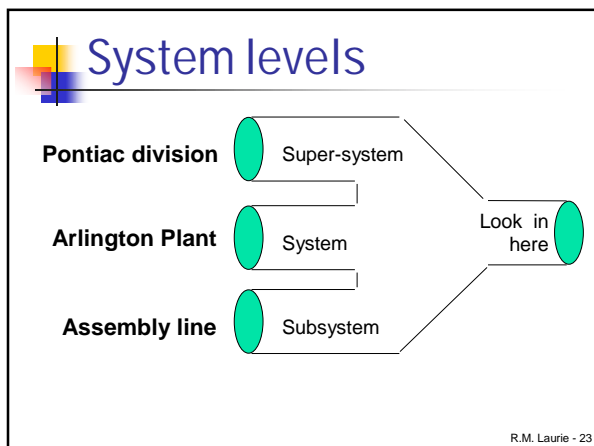 System levels
Pontiac division
Super-system
Arlington Plant
System
Look in
here
Assembly line
Subsystem
R.M. Laurie - 23